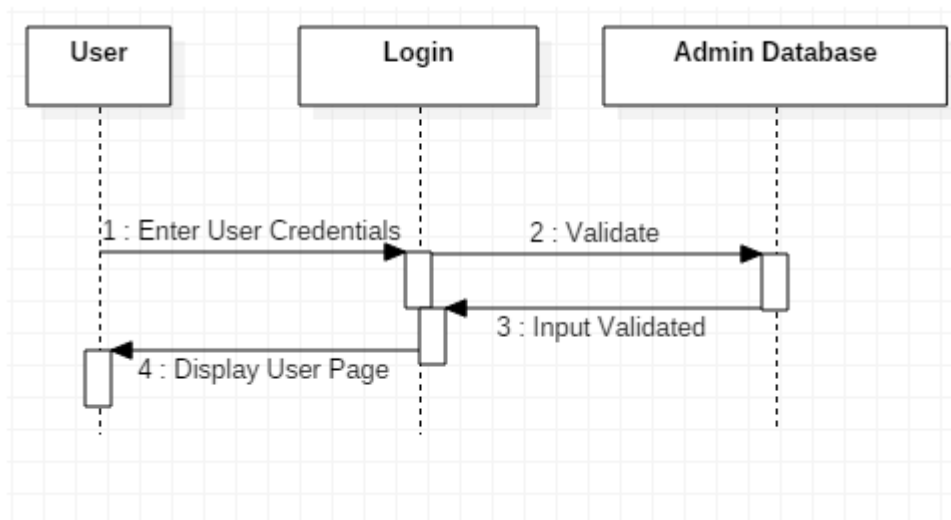 User
Login
Admin Database
1 : Enter User Credentials
2 : Validate
3 : Input Validated
4 : Display User Page